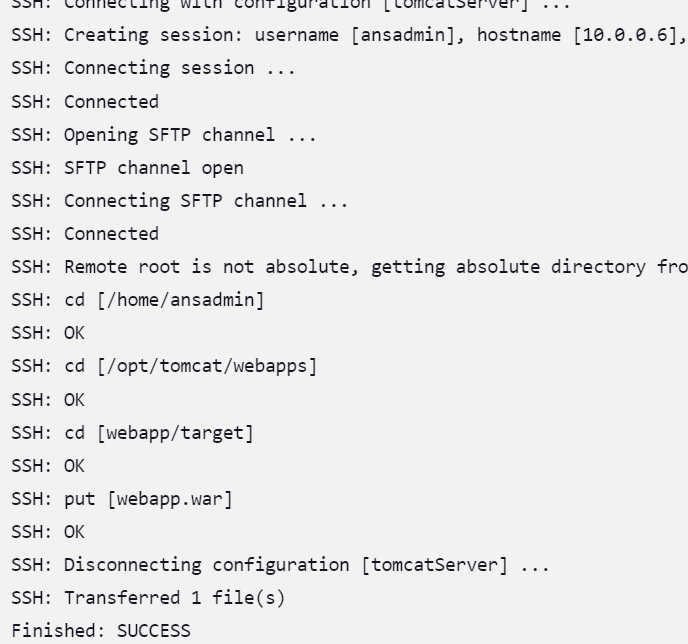 SSH: Connecting with configuration [tomcatServer] ...
SSH: Creating session: username [ansadmin], hostname [10.0.0.6],
SSH: Connecting session ...
SSH: Connected
SSH: Opening SFTP channel ...
SSH: SFTP channel open
SSH: Connecting SFTP channel ...
SSH: Connected
SSH: Remote root is not absolute, getting absolute directory fro
SSH: cd [/home/ansadmin]
SSH: OK
SSH: cd [/opt/tomcat/webapps]
SSH: OK
SSH: cd [webapp/target]
SSH: OK
SSH: put [webapp.war]
SSH: OK
SSH: Disconnecting configuration [tomcatServer] ...
SSH: Transferred 1 file(s)
Finished: SUCCESS